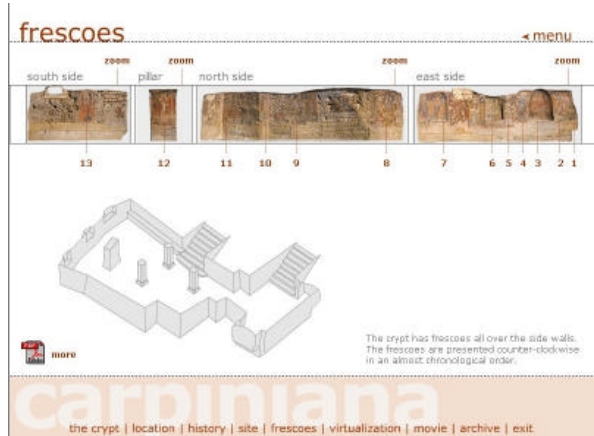 frescoes
◄ menu
zoom zoom zoom zoom
south side pillar north side east side
13 12 11 10 9 8 7 6 5 4 3 2 1
The crypt has frescoes all over the side walls.
The frescoes are presented counter-clockwise
in an almost chronological order.
more
carpiniana
the crypt | location | history | site | frescoes | virtualization | movie | archive | exit